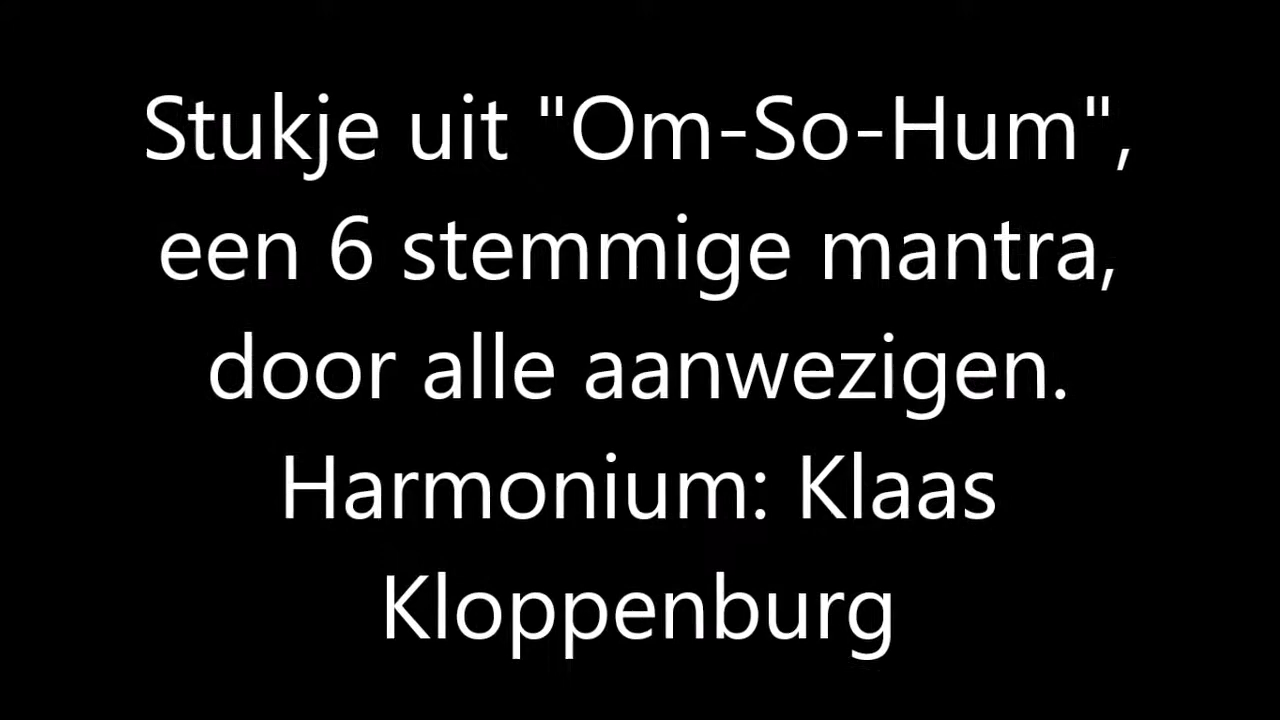 Stukje uit "Om-So-Hum",
een 6 stemmige mantra,
door alle aanwezigen.
Harmonium: Klaas
Kloppenburg